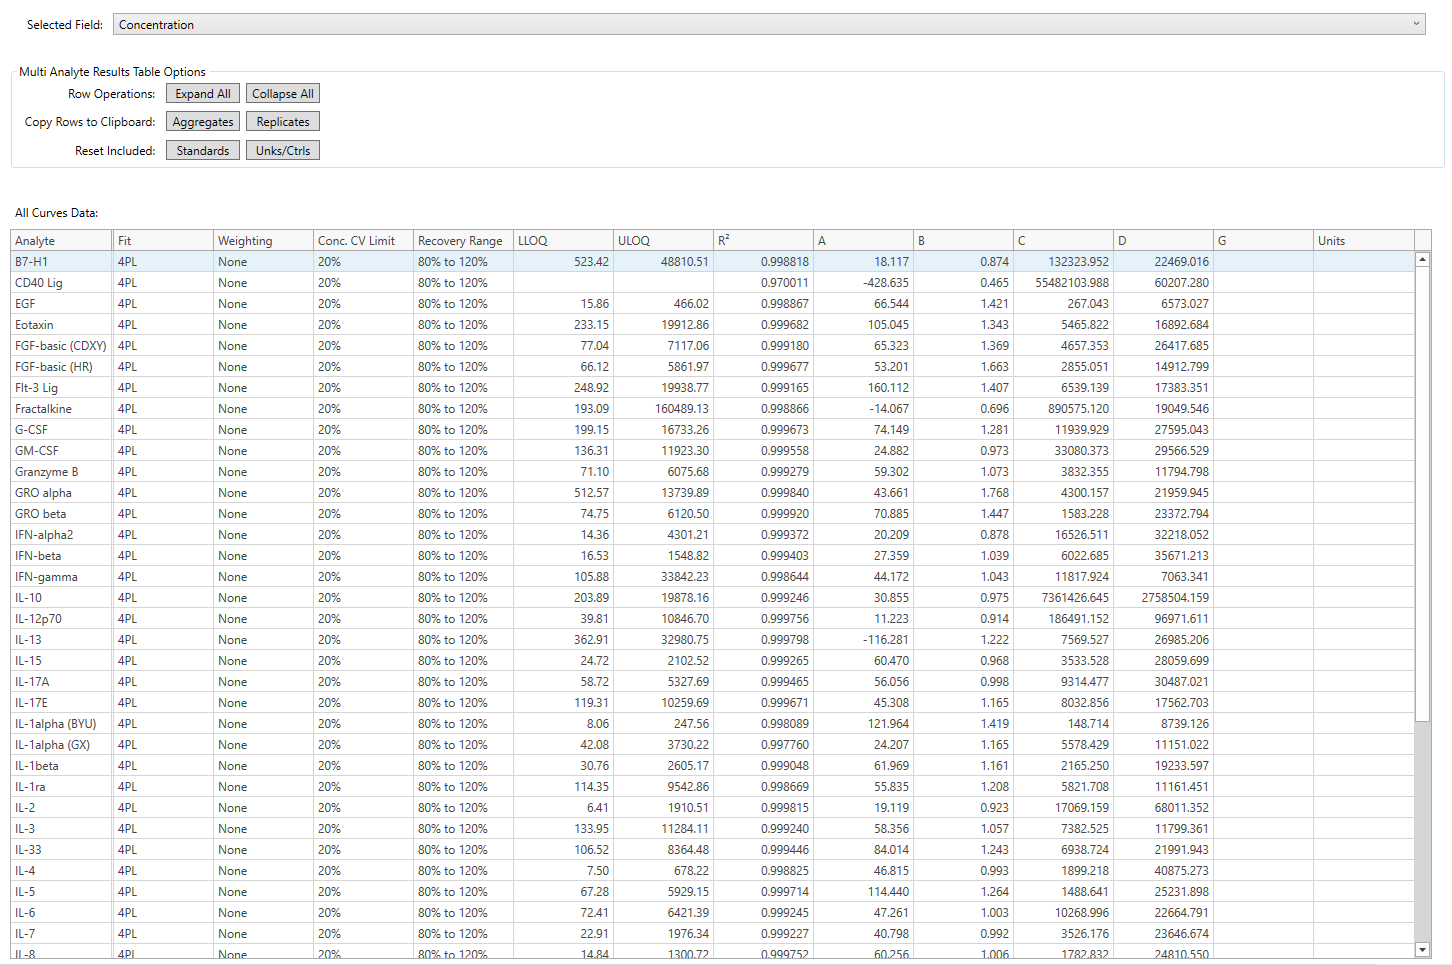 Selected Field: Concentration
Multi Analyte Results Table Options
Row Operations: Expand All Collapse All
Copy Rows to Clipboard: Aggregates Replicates
Reset Included: Standards Unks/Ctrls
All Curves Data:
Analyte Fit Weighting Conc. CV Limit Recovery Range LLOQ ULOQ R² A B C D G Units
B7-H1 4PL None 20% 80% to 120% 523.42 48810.51 0.998818 18.117 0.874 132323.952 22469.016
CD40 Lig 4PL None 20% 80% to 120% 0.970011 -428.635 0.465 55482103.988 60207.280
EGF 4PL None 20% 80% to 120% 15.86 466.02 0.998867 66.544 1.421 267.043 6573.027
Eotaxin 4PL None 20% 80% to 120% 233.15 19912.86 0.999682 105.045 1.343 5465.822 16892.684
FGF-basic (CDXY) 4PL None 20% 80% to 120% 77.04 7117.06 0.999180 65.323 1.369 4657.353 26417.685
FGF-basic (HR) 4PL None 20% 80% to 120% 66.12 5861.97 0.999677 53.201 1.663 2855.051 14912.799
Flt-3 Lig 4PL None 20% 80% to 120% 248.92 19938.77 0.999165 160.112 1.407 6539.139 17383.351
Fractalkine 4PL None 20% 80% to 120% 193.09 160489.13 0.998866 -14.067 0.696 890575.120 19049.546
G-CSF 4PL None 20% 80% to 120% 199.15 16733.26 0.999673 74.149 1.281 11939.929 27595.043
GM-CSF 4PL None 20% 80% to 120% 136.31 11923.30 0.999558 24.882 0.973 33080.373 29566.529
Granzyme B 4PL None 20% 80% to 120% 71.10 6075.68 0.999279 59.302 1.073 3832.355 11794.798
GRO alpha 4PL None 20% 80% to 120% 512.57 13739.89 0.999840 43.661 1.768 4300.157 21959.945
GRO beta 4PL None 20% 80% to 120% 74.75 6120.50 0.999920 70.885 1.447 1583.228 23372.794
IFN-alpha2 4PL None 20% 80% to 120% 14.36 4301.21 0.999372 20.209 0.878 16526.511 32218.052
IFN-beta 4PL None 20% 80% to 120% 16.53 1548.82 0.999403 27.359 1.039 6022.685 35671.213
IFN-gamma 4PL None 20% 80% to 120% 105.88 33842.23 0.998644 44.172 1.043 11817.924 7063.341
IL-10 4PL None 20% 80% to 120% 203.89 19878.16 0.999246 30.855 0.975 7361426.645 2758504.159
IL-12p70 4PL None 20% 80% to 120% 39.81 10846.70 0.999756 11.223 0.914 186491.152 96971.611
IL-13 4PL None 20% 80% to 120% 362.91 32980.75 0.999798 -116.281 1.222 7569.527 26985.206
IL-15 4PL None 20% 80% to 120% 24.72 2102.52 0.999265 60.470 0.968 3533.528 28059.699
IL-17A 4PL None 20% 80% to 120% 58.72 5327.69 0.999465 56.056 0.998 9314.477 30487.021
IL-17E 4PL None 20% 80% to 120% 119.31 10259.69 0.999671 45.308 1.165 8032.856 17562.703
IL-1alpha (BYU) 4PL None 20% 80% to 120% 8.06 247.56 0.998089 121.964 1.419 148.714 8739.126
IL-1alpha (GX) 4PL None 20% 80% to 120% 42.08 3730.22 0.997760 24.207 1.165 5578.429 11151.022
IL-1beta 4PL None 20% 80% to 120% 30.76 2605.17 0.999048 61.969 1.161 2165.250 19233.597
IL-1ra 4PL None 20% 80% to 120% 114.35 9542.86 0.998669 55.835 1.208 5821.708 11161.451
IL-2 4PL None 20% 80% to 120% 6.41 1910.51 0.999815 19.119 0.923 17069.159 68011.352
IL-3 4PL None 20% 80% to 120% 133.95 11284.11 0.999240 58.356 1.057 7382.525 11799.361
IL-33 4PL None 20% 80% to 120% 106.52 8364.48 0.999446 84.014 1.243 6938.724 21991.943
IL-4 4PL None 20% 80% to 120% 7.50 678.22 0.998825 46.815 0.993 1899.218 40875.273
IL-5 4PL None 20% 80% to 120% 67.28 5929.15 0.999714 114.440 1.264 1488.641 25231.898
IL-6 4PL None 20% 80% to 120% 72.41 6421.39 0.999245 47.261 1.003 10268.996 22664.791
IL-7 4PL None 20% 80% to 120% 22.91 1976.34 0.999227 40.798 0.992 3526.176 23646.674
IL-8 4PL None 20% 80% to 120% 14.84 1300.72 0.999752 60.256 1.006 1782.832 24810.550